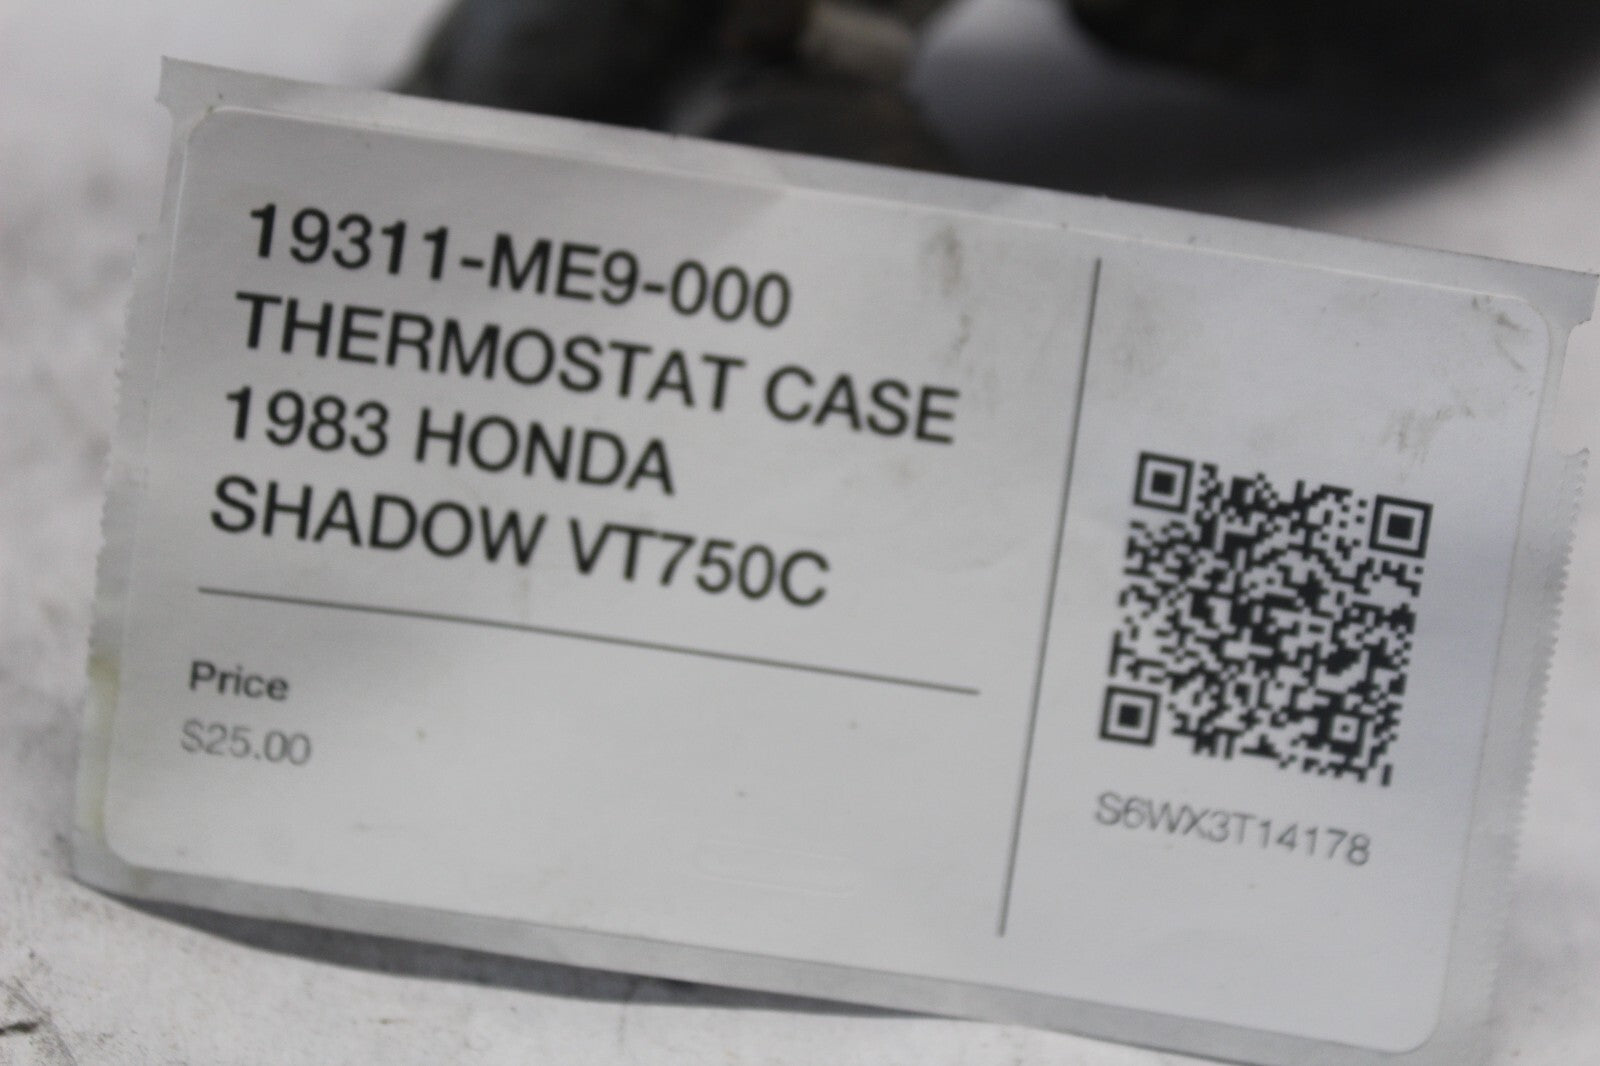 19311-ME9-000
THERMOSTAT CASE
1983 HONDA
SHADOW VT750C
Price
$25.00
S6WX3T14178